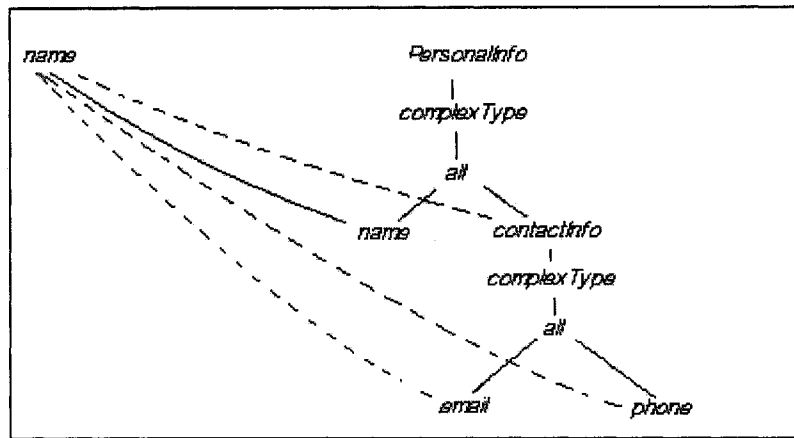 name
PersonalInfo
complexType
all
name
contactInfo
complexType
all
email
phone